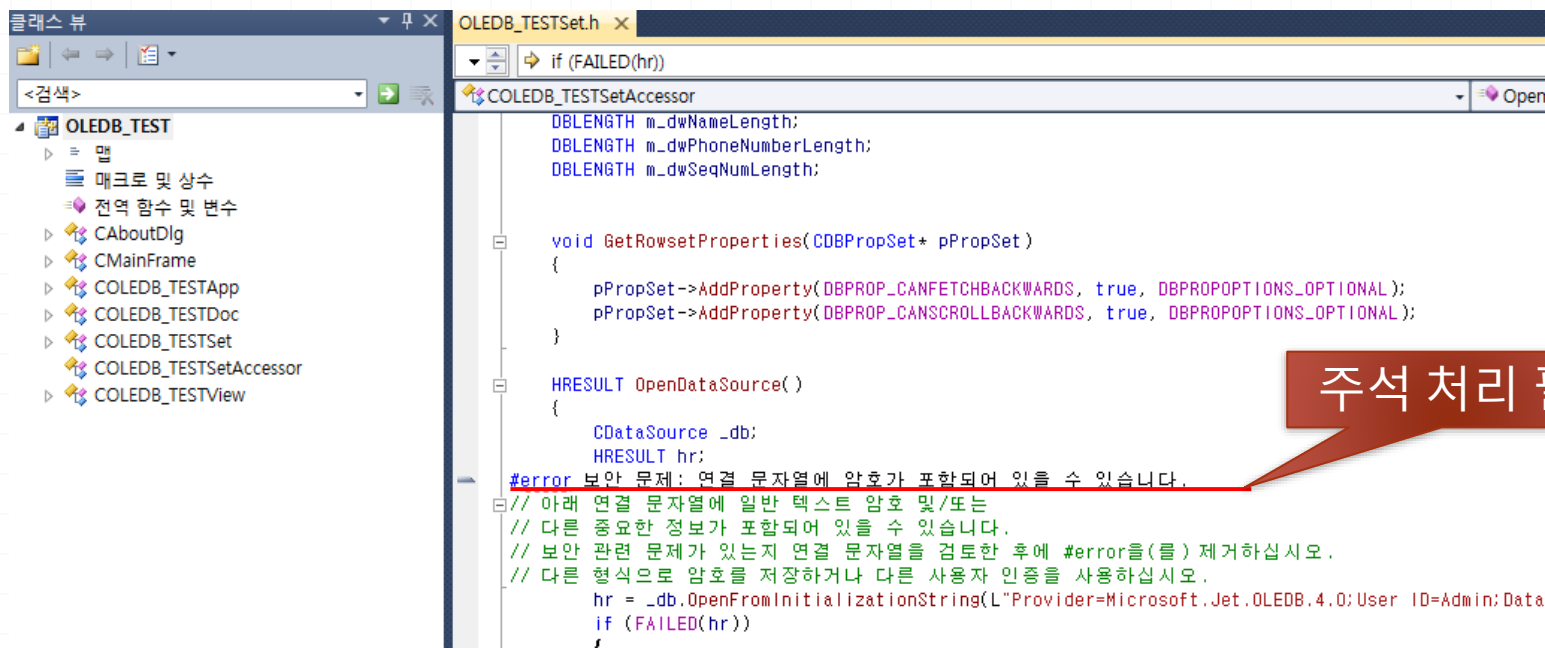 클래스 뷰
<검색>
OLEDB_TEST
맵
매크로 및 상수
전역 함수 및 변수
CAboutDlg
CMainFrame
COLEDB_TESTApp
COLEDB_TESTDoc
COLEDB_TESTSet
COLEDB_TESTSetAccessor
COLEDB_TESTView
OLEDB_TESTSet.h
if (FAILED(hr))
COLEDB_TESTSetAccessor
Open
DBLENGTH m_dwNameLength;
DBLENGTH m_dwPhoneNumberLength;
DBLENGTH m_dwSeqNumLength;
void GetRowsetProperties(CDBPropSet* pPropSet)
{
pPropSet->AddProperty(DBPROP_CANFETCHBACKWARDS, true, DBPROPOPTIONS_OPTIONAL);
pPropSet->AddProperty(DBPROP_CANSCROLLBACKWARDS, true, DBPROPOPTIONS_OPTIONAL);
}
HRESULT OpenDataSource()
{
CDataSource _db;
HRESULT hr;
#error 보안 문제: 연결 문자열에 암호가 포함되어 있을 수 있습니다.
// 아래 연결 문자열에 일반 텍스트 암호 및/또는
// 다른 중요한 정보가 포함되어 있을 수 있습니다.
// 보안 관련 문제가 있는지 연결 문자열을 검토한 후에 #error을(를) 제거하십시오.
// 다른 형식으로 암호를 저장하거나 다른 사용자 인증을 사용하십시오.
hr = _db.OpenFromInitializationString(L"Provider=Microsoft.Jet.OLEDB.4.0;User ID=Admin;Data
if (FAILED(hr))
{
주석 처리